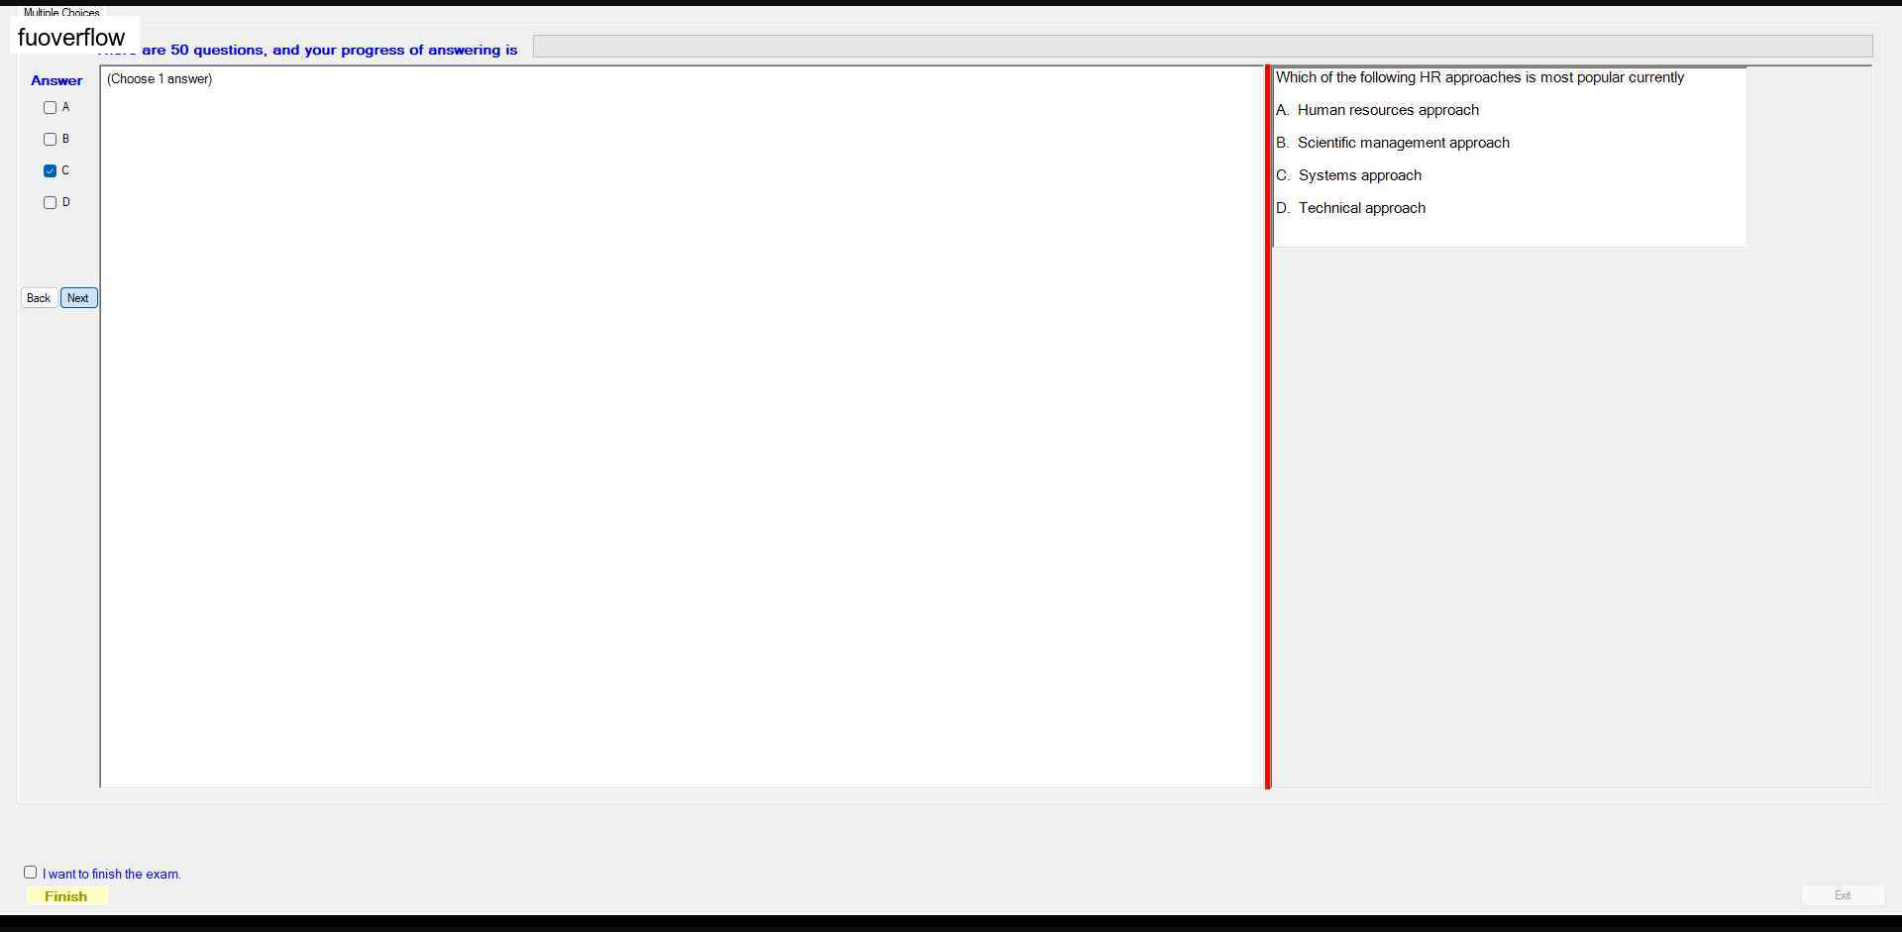 Multiple Choices
fuoverflow
are 50 questions, and your progress of answering is
Answer
(Choose 1 answer)
A
B
C
D
Back
Next
Which of the following HR approaches is most popular currently
A. Human resources approach
B. Scientific management approach
C. Systems approach
D. Technical approach
I want to finish the exam.
Finish
Exit